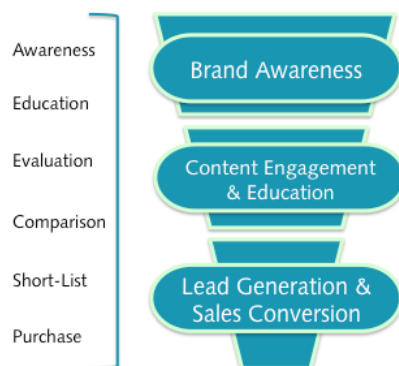 Awareness
Education
Evaluation
Comparison
Short-List
Purchase
Brand Awareness
Content Engagement
& Education
Lead Generation &
Sales Conversion